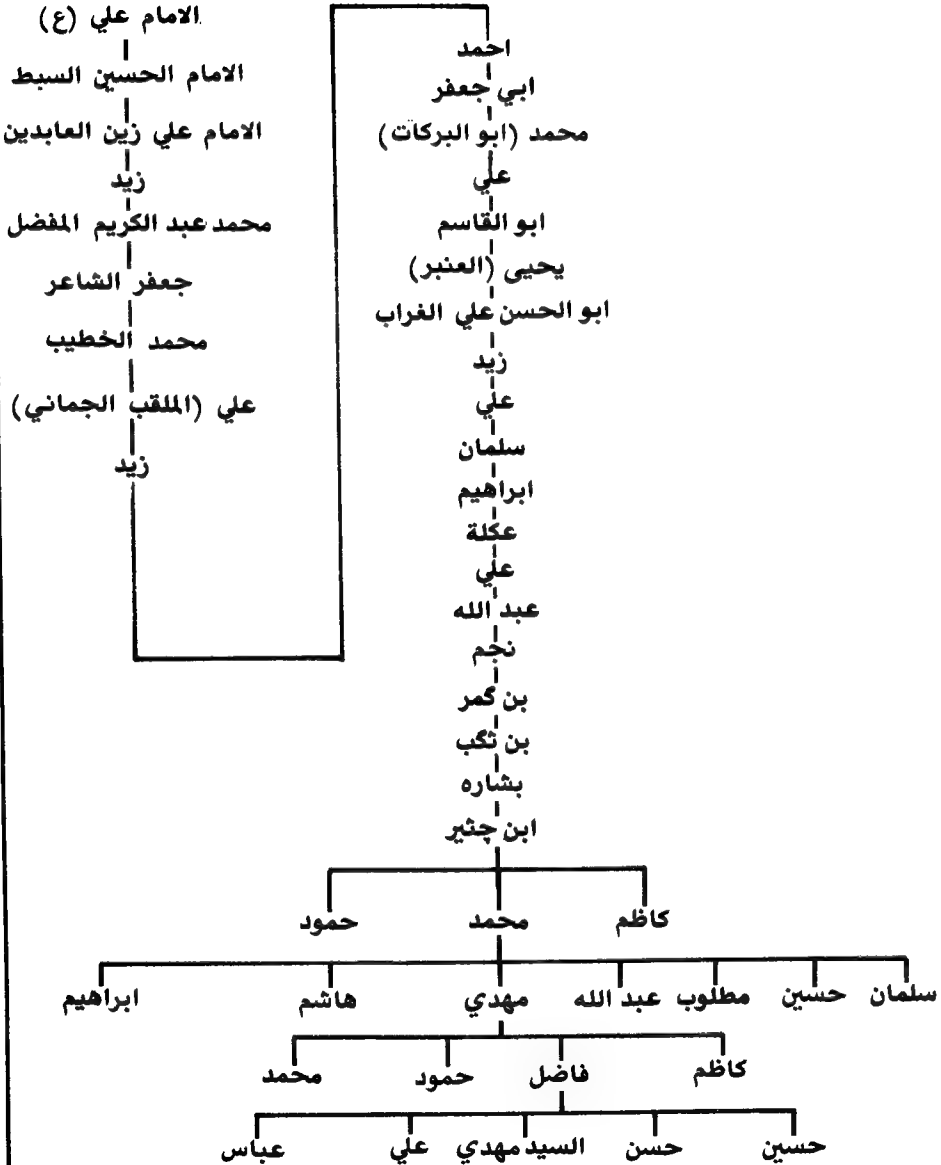 الامام علي (ع)
الامام الحسين السبط
الامام علي زين العابدين
زيد
محمد عبد الكريم المفضل
جعفر الشاعر
محمد الخطيب
علي (الملقب الجماني)
زيد
احمد
ابي جعفر
محمد (ابو البركات)
علي
ابو القاسم
يحيى (العنبر)
ابو الحسن علي الغراب
زيد
علي
سلمان
ابراهيم
عكلة
علي
عبد الله
نجم
بن گمر
بن ثگب
بشاره
ابن چثير
كاظم محمد حمود
سلمان حسين مطلوب عبد الله مهدي هاشم ابراهيم
كاظم فاضل حمود محمد
حسين حسن السيد مهدي علي عباس